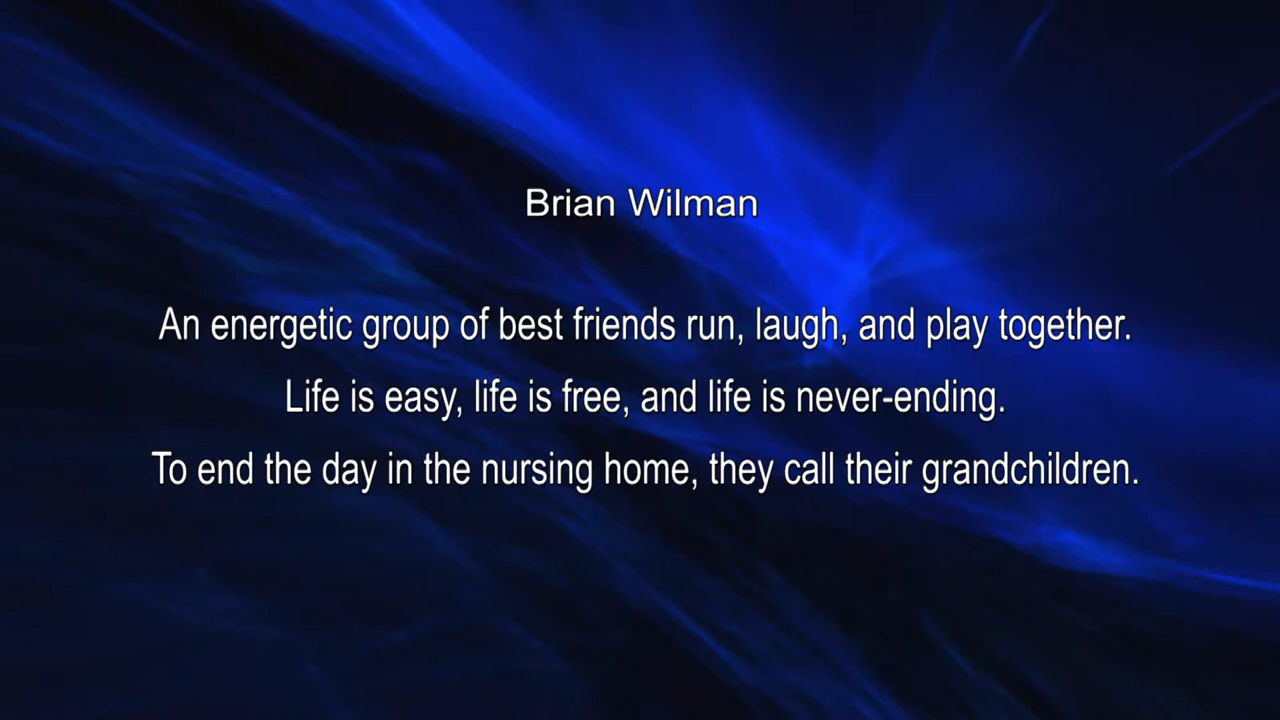 Brian Wilman
An energetic group of best friends run, laugh, and play together.
Life is easy, life is free, and life is never-ending.
To end the day in the nursing home, they call their grandchildren.